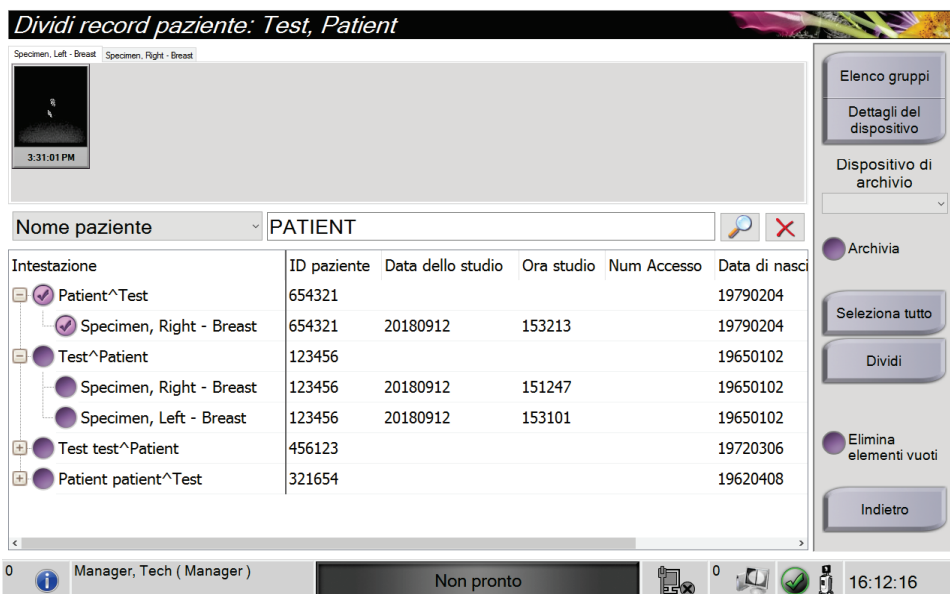 Dividi record paziente: Test, Patient
Specimen, Left - Breast Specimen, Right - Breast
3:31:01 PM
Nome paziente PATIENT
Intestazione ID paziente Data dello studio Ora studio Num Accesso Data di nasci
Patient^Test 654321 19790204
Specimen, Right - Breast 654321 20180912 153213 19790204
Test^Patient 123456 19650102
Specimen, Right - Breast 123456 20180912 151247 19650102
Specimen, Left - Breast 123456 20180912 153101 19650102
Test test^Patient 456123 19720306
Patient patient^Test 321654 19620408
Elenco gruppi
Dettagli del
dispositivo
Dispositivo di
archivio
Archivia
Seleziona tutto
Dividi
Elimina
elementi vuoti
Indietro
0 Manager, Tech ( Manager ) Non pronto 0 16:12:16